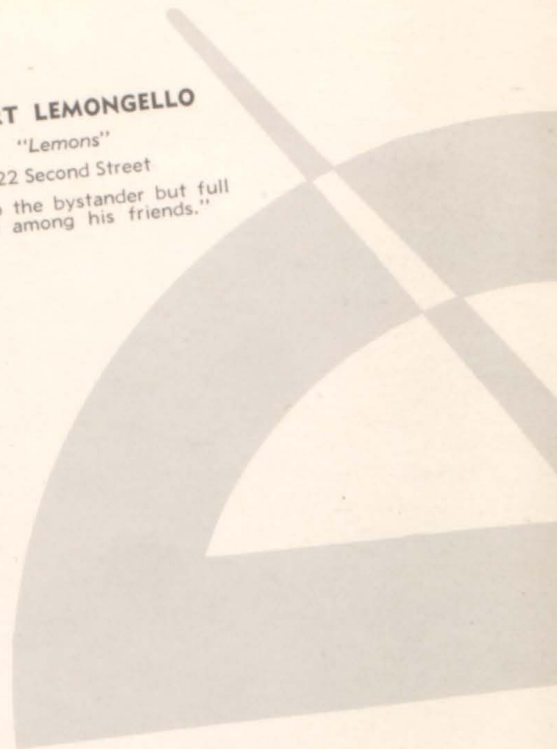 LEMONGELLO
"Lemons"
22 Second Street
the bystander but full
among his friends."